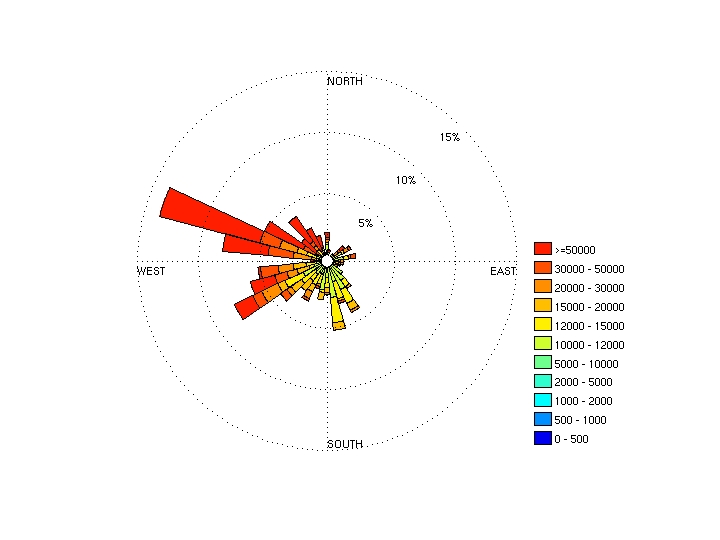 NORTH
15%
10%
5%
WEST
EAST
SOUTH
>=50000
30000 - 50000
20000 - 30000
15000 - 20000
12000 - 15000
10000 - 12000
5000 - 10000
2000 - 5000
1000 - 2000
500 - 1000
0 - 500